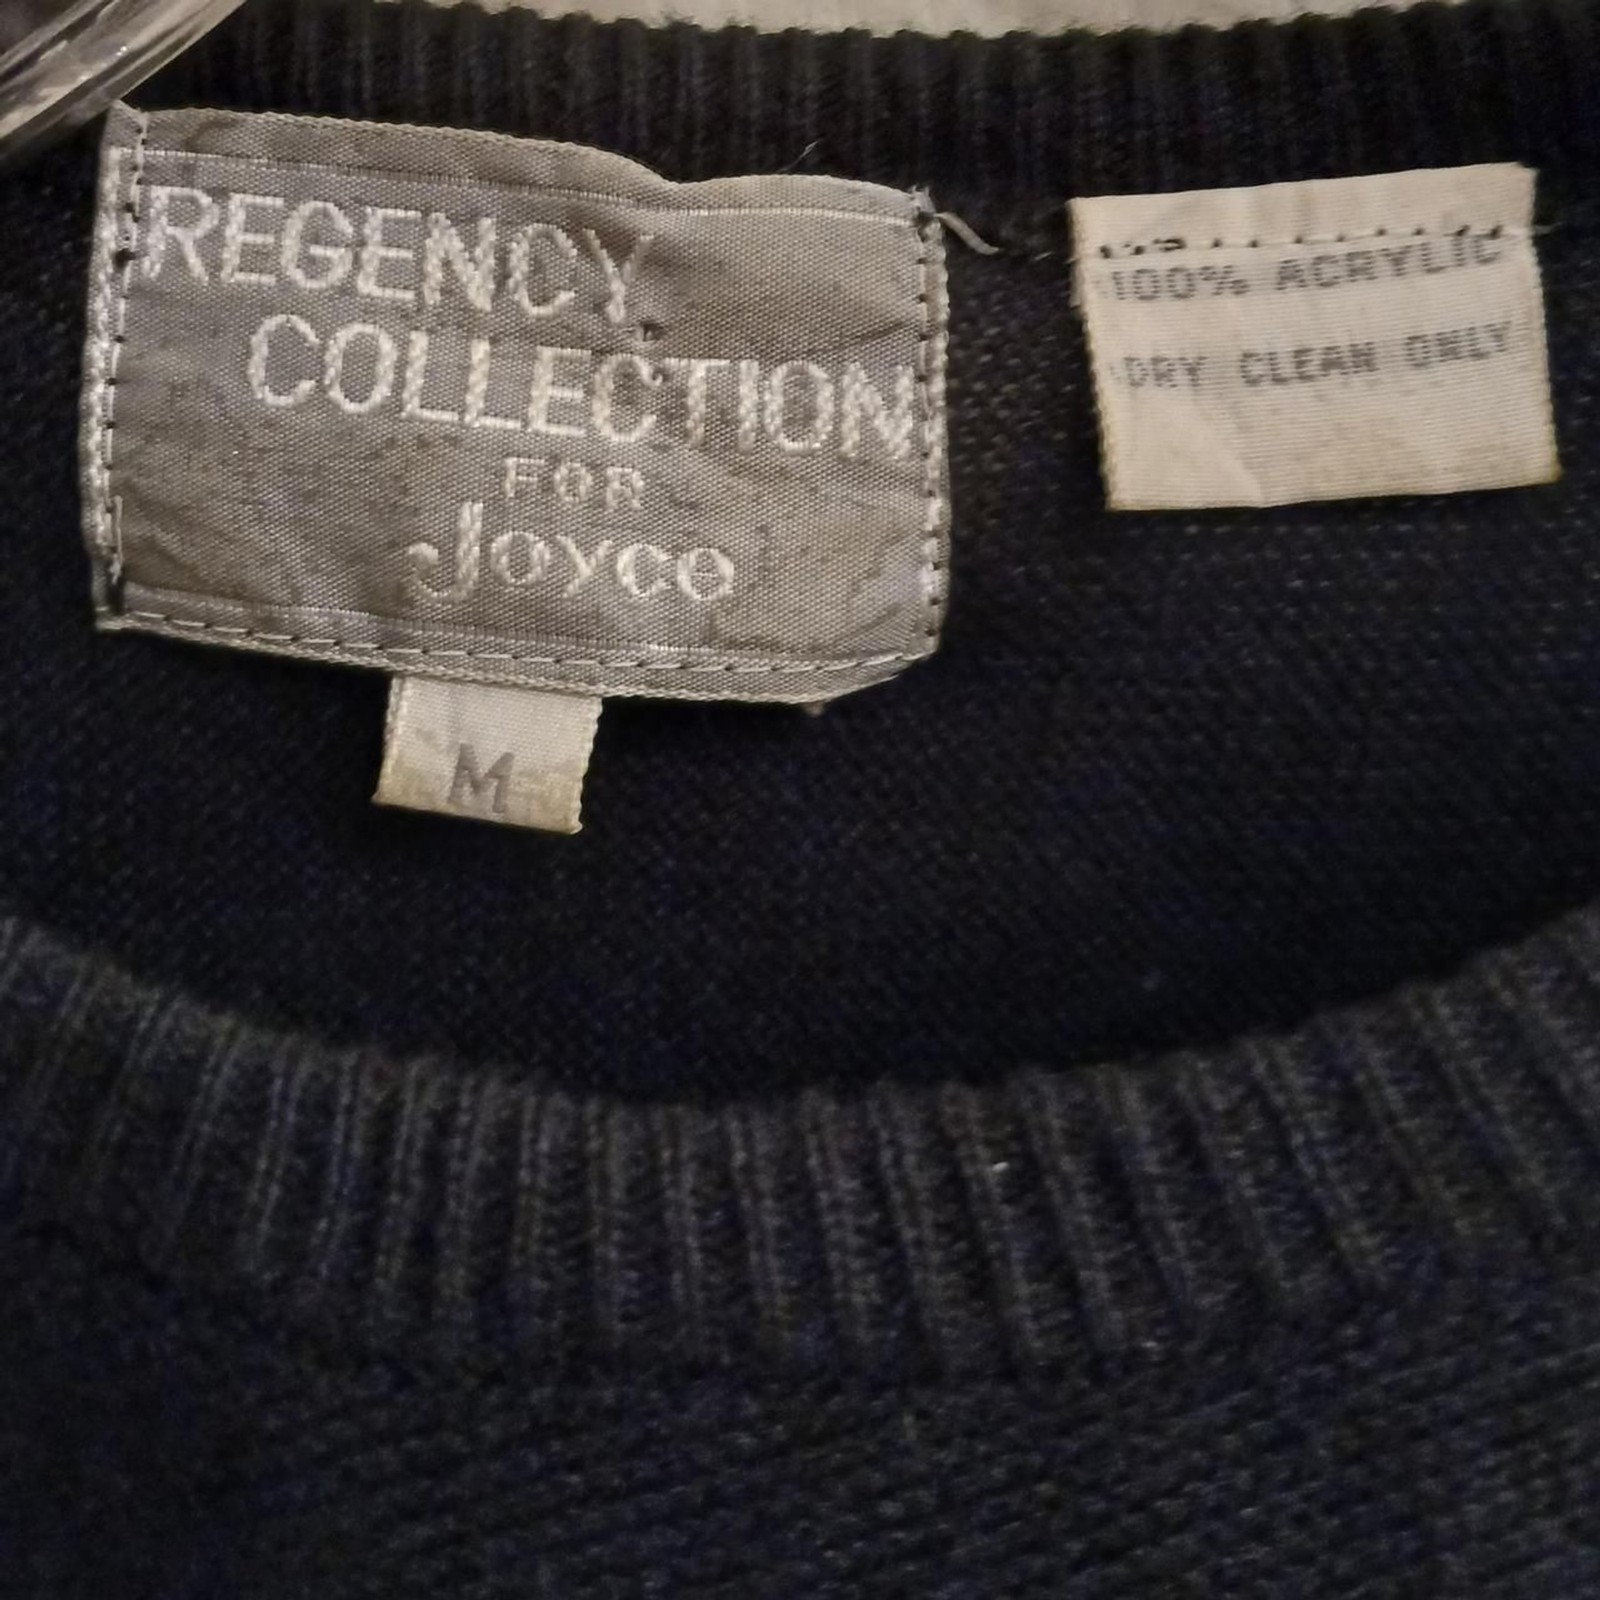 REGENCY
COLLECTION
FOR
Joyce
M
100% ACRYLIC
DRY CLEAN ONLY